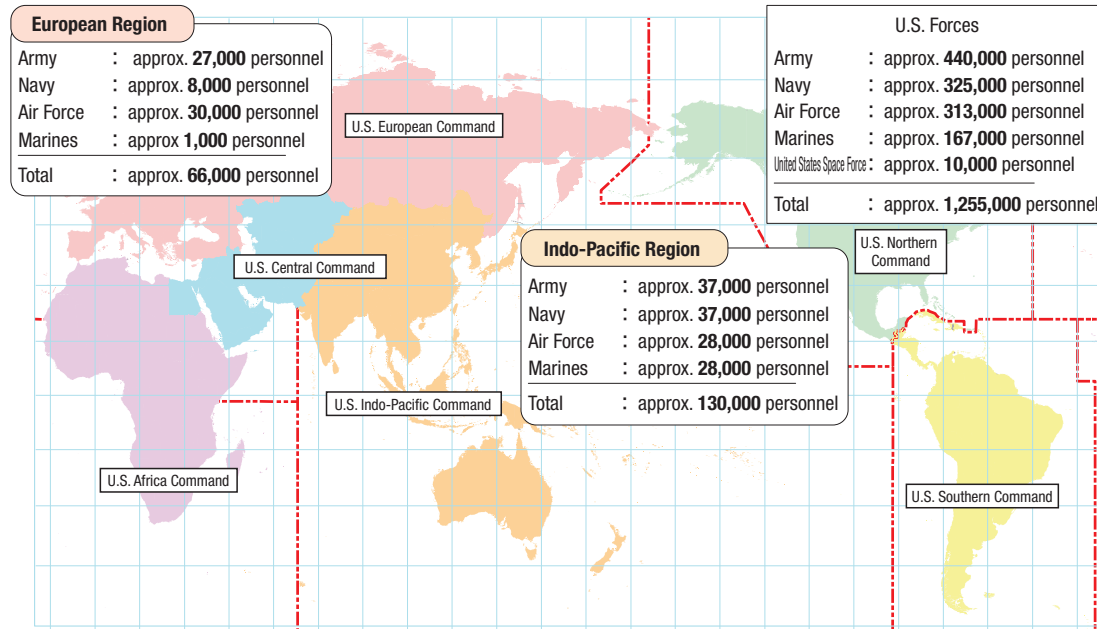 European Region
Army : approx. 27,000 personnel
Navy : approx. 8,000 personnel
Air Force : approx. 30,000 personnel
Marines : approx 1,000 personnel
Total : approx. 66,000 personnel
U.S. Forces
Army : approx. 440,000 personnel
Navy : approx. 325,000 personnel
Air Force : approx. 313,000 personnel
Marines : approx. 167,000 personnel
United States Space Force : approx. 10,000 personnel
Total : approx. 1,255,000 personnel
U.S. European Command
U.S. Northern
Command
U.S. Central Command
Indo-Pacific Region
Army : approx. 37,000 personnel
Navy : approx. 37,000 personnel
Air Force : approx. 28,000 personnel
Marines : approx. 28,000 personnel
Total : approx. 130,000 personnel
U.S. Indo-Pacific Command
U.S. Africa Command
U.S. Southern Command